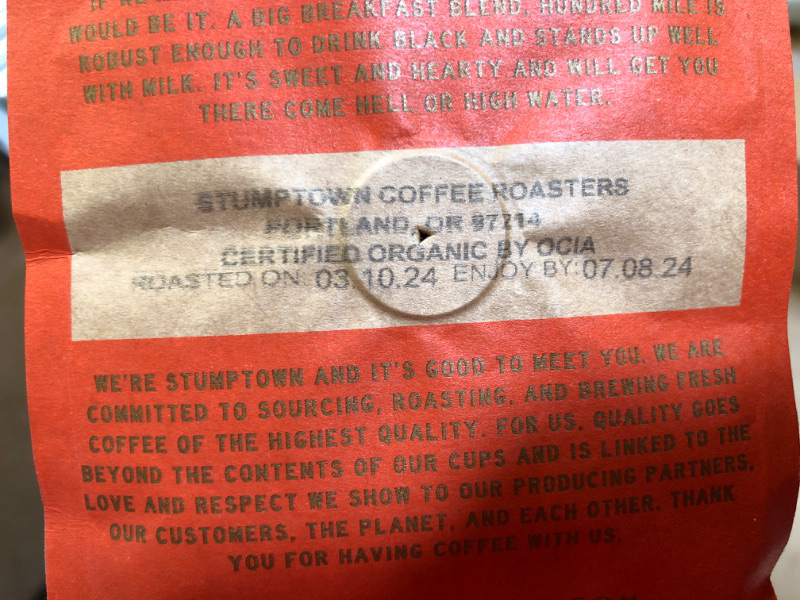 WOULD BE IT. A BIG BREAKFAST BLEND, HUNDRED MILE IS
ROBUST ENOUGH TO DRINK BLACK AND STANDS UP WELL
WITH MILK. IT'S SWEET AND HEARTY AND WILL GET YOU
THERE COME HELL OR HIGH WATER.
STUMPTOWN COFFEE ROASTERS
PORTLAND, OR 97214
CERTIFIED ORGANIC BY OCIA
ROASTED ON: 03.10.24 ENJOY BY: 07.08.24
WE'RE STUMPTOWN AND IT'S GOOD TO MEET YOU. WE ARE
COMMITTED TO SOURCING, ROASTING, AND BREWING FRESH
COFFEE OF THE HIGHEST QUALITY. FOR US, QUALITY GOES
BEYOND THE CONTENTS OF OUR CUPS AND IS LINKED TO THE
LOVE AND RESPECT WE SHOW TO OUR PRODUCING PARTNERS,
OUR CUSTOMERS, THE PLANET, AND EACH OTHER. THANK
YOU FOR HAVING COFFEE WITH US.